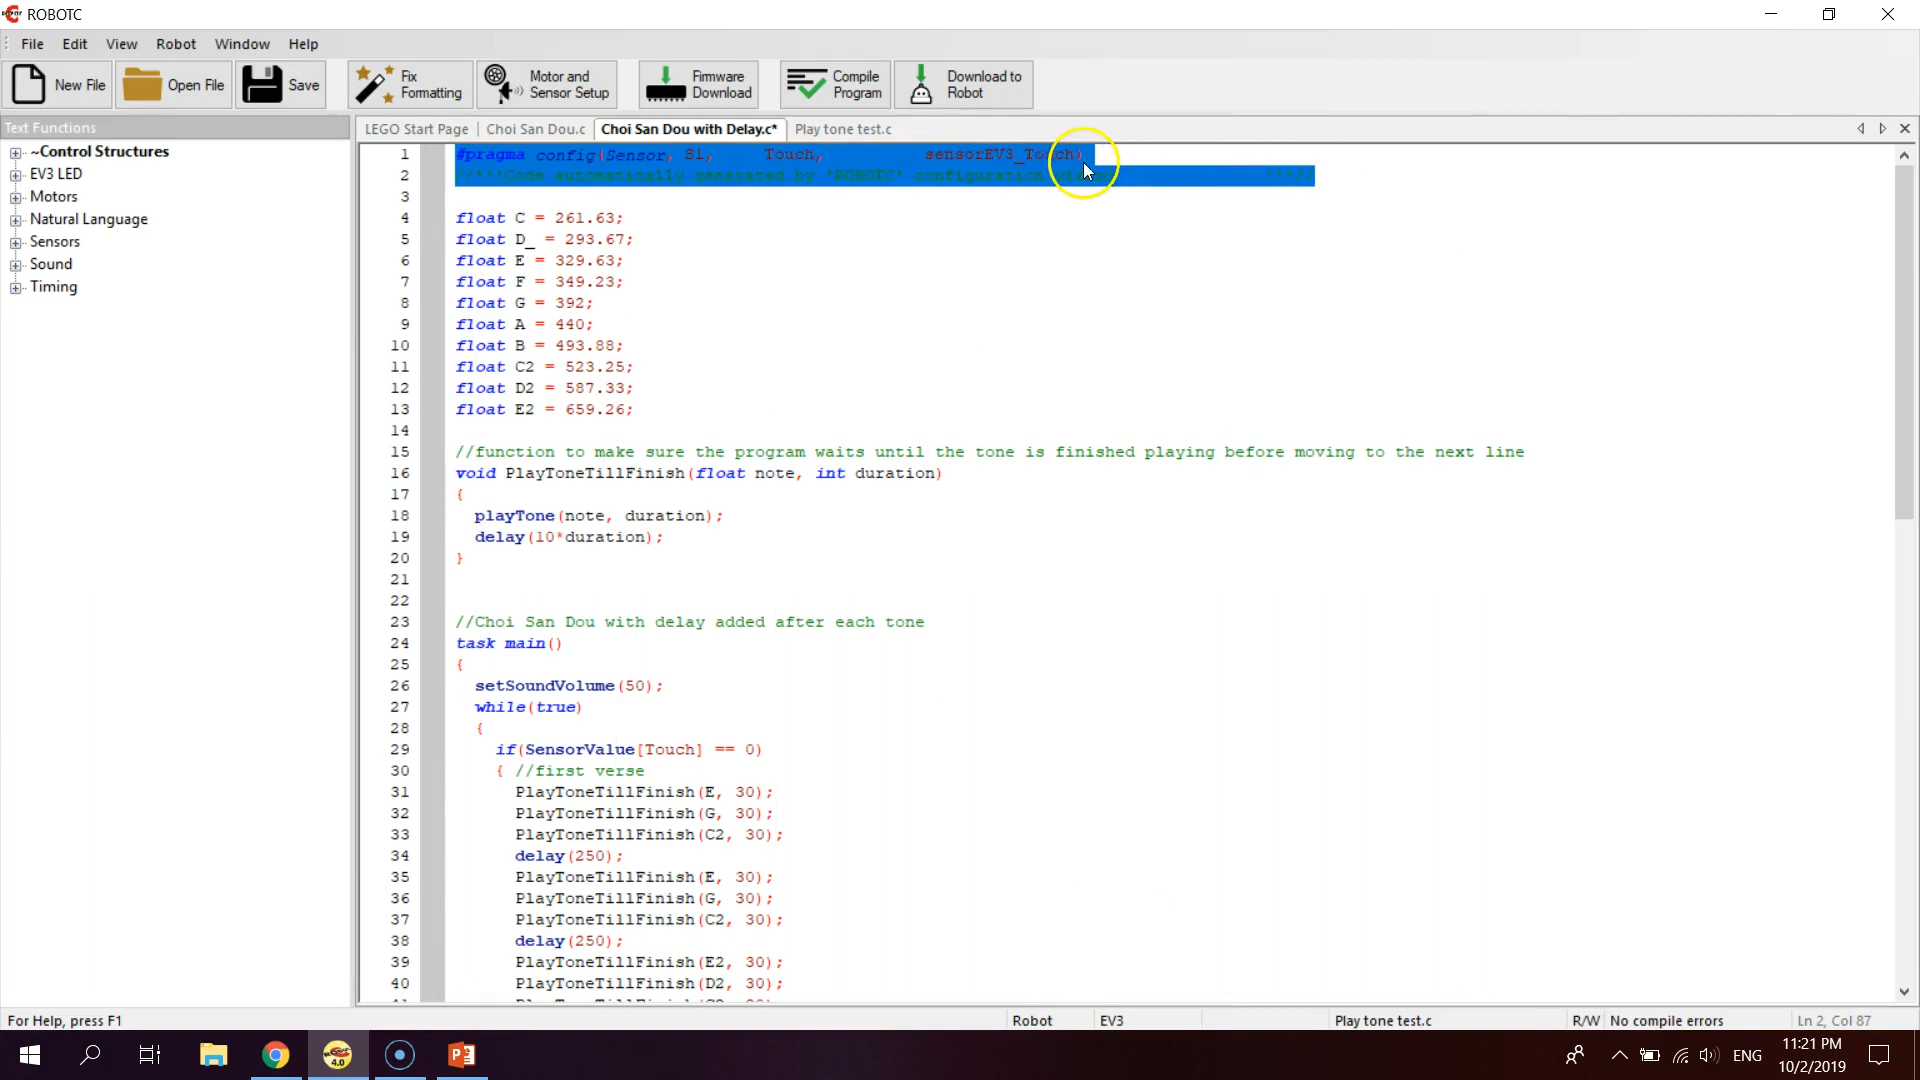 ROBOTC
File Edit View Robot Window Help
New File Open File Save Fix Formatting Motor and Sensor Setup Firmware Download Compile Program Download to Robot
Text Functions
~Control Structures
EV3 LED
Motors
Natural Language
Sensors
Sound
Timing
LEGO Start Page Choi San Dou.c Choi San Dou with Delay.c* Play tone test.c
1 #pragma config(Sensor, S1, Touch, sensorEV3_Touch)
2 //*!!Code automatically generated by 'ROBOTC' configuration !!*//
3
4 float C = 261.63;
5 float D_ = 293.67;
6 float E = 329.63;
7 float F = 349.23;
8 float G = 392;
9 float A = 440;
10 float B = 493.88;
11 float C2 = 523.25;
12 float D2 = 587.33;
13 float E2 = 659.26;
14
15 //function to make sure the program waits until the tone is finished playing before moving to the next line
16 void PlayToneTillFinish(float note, int duration)
17 {
18 playTone(note, duration);
19 delay(10*duration);
20 }
21
22
23 //Choi San Dou with delay added after each tone
24 task main()
25 {
26 setSoundVolume(50);
27 while(true)
28 {
29 if(SensorValue[Touch] == 0)
30 { //first verse
31 PlayToneTillFinish(E, 30);
32 PlayToneTillFinish(G, 30);
33 PlayToneTillFinish(C2, 30);
34 delay(250);
35 PlayToneTillFinish(E, 30);
36 PlayToneTillFinish(G, 30);
37 PlayToneTillFinish(C2, 30);
38 delay(250);
39 PlayToneTillFinish(E2, 30);
40 PlayToneTillFinish(D2, 30);
For Help, press F1 Robot EV3 Play tone test.c R/W No compile errors Ln 2, Col 87
4.0
ENG
11:21 PM
10/2/2019